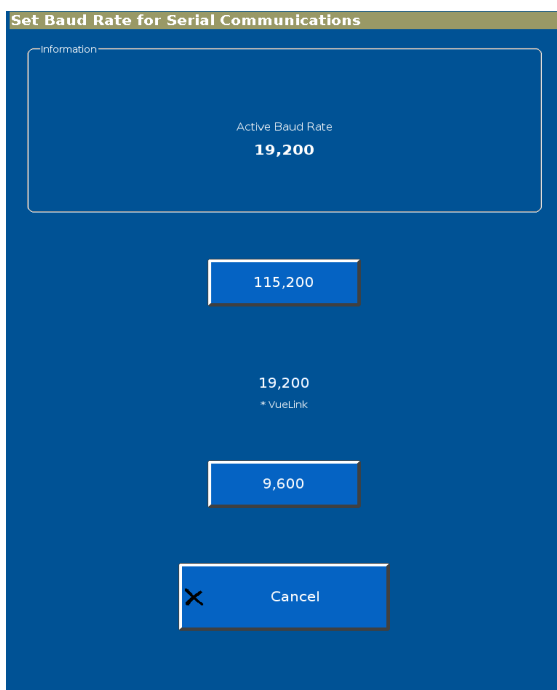 Set Baud Rate for Serial Communications
Information
Active Baud Rate
19,200
115,200
19,200
* VueLink
9,600
Cancel